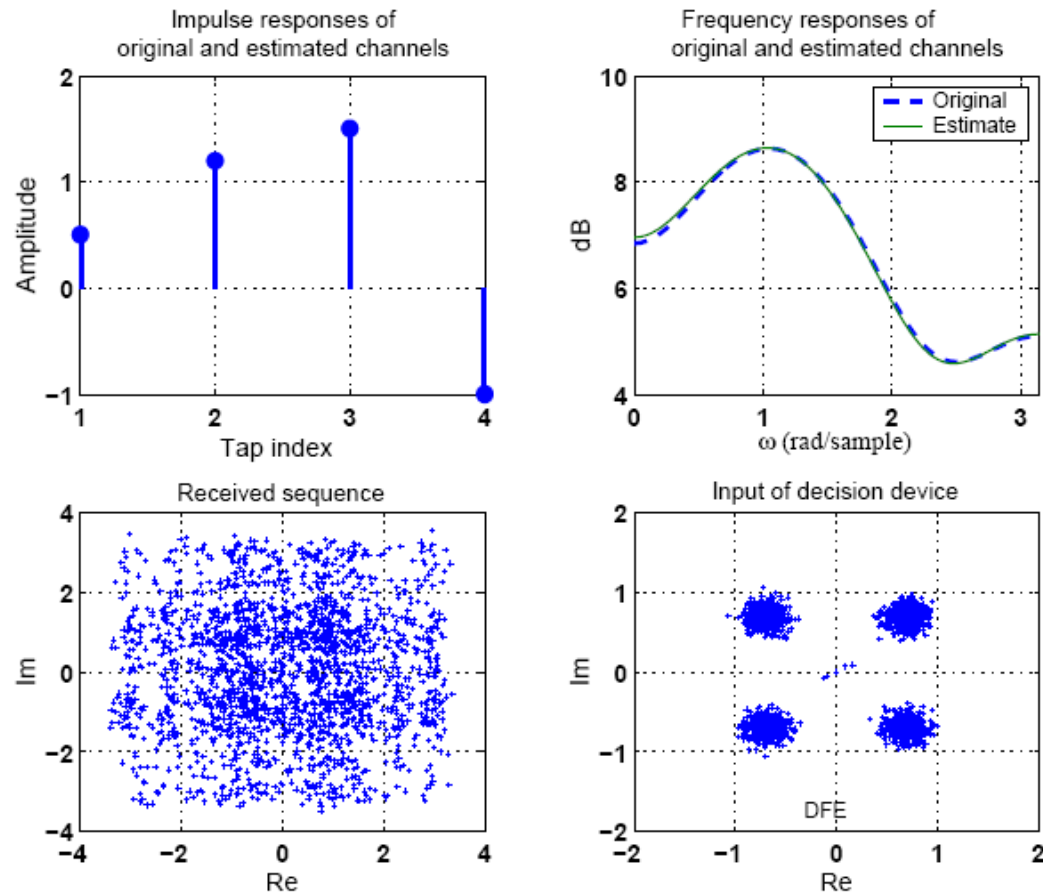 Impulse responses of
original and estimated channels
2
1
0
−1
Amplitude
1 2 3 4
Tap index
Frequency responses of
original and estimated channels
10
8
6
4
dB
Original
Estimate
0 1 2 3
ω (rad/sample)
Received sequence
4
2
0
−2
−4
Im
−4 −2 0 2 4
Re
Input of decision device
2
1
0
−1
−2
Im
DFE
−2 −1 0 1 2
Re